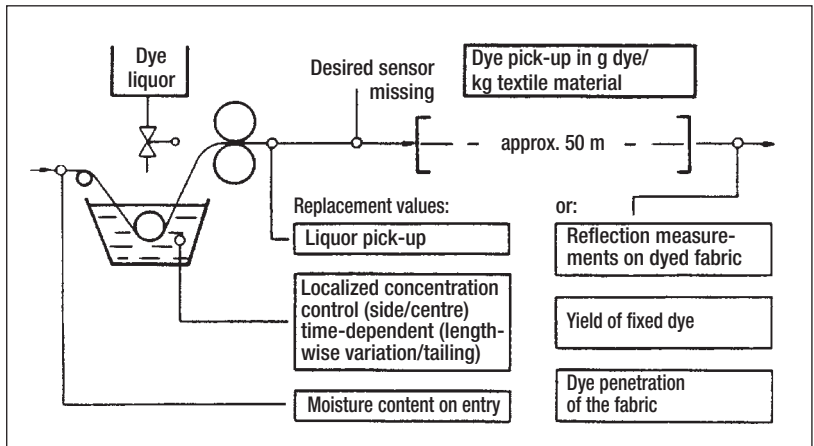 Dye
liquor
Desired sensor
missing
Dye pick-up in g dye/
kg textile material
approx. 50 m
Replacement values:
or:
Liquor pick-up
Reflection measure-
ments on dyed fabric
Localized concentration
control (side/centre)
time-dependent (length-
wise variation/tailing)
Yield of fixed dye
Moisture content on entry
Dye penetration
of the fabric